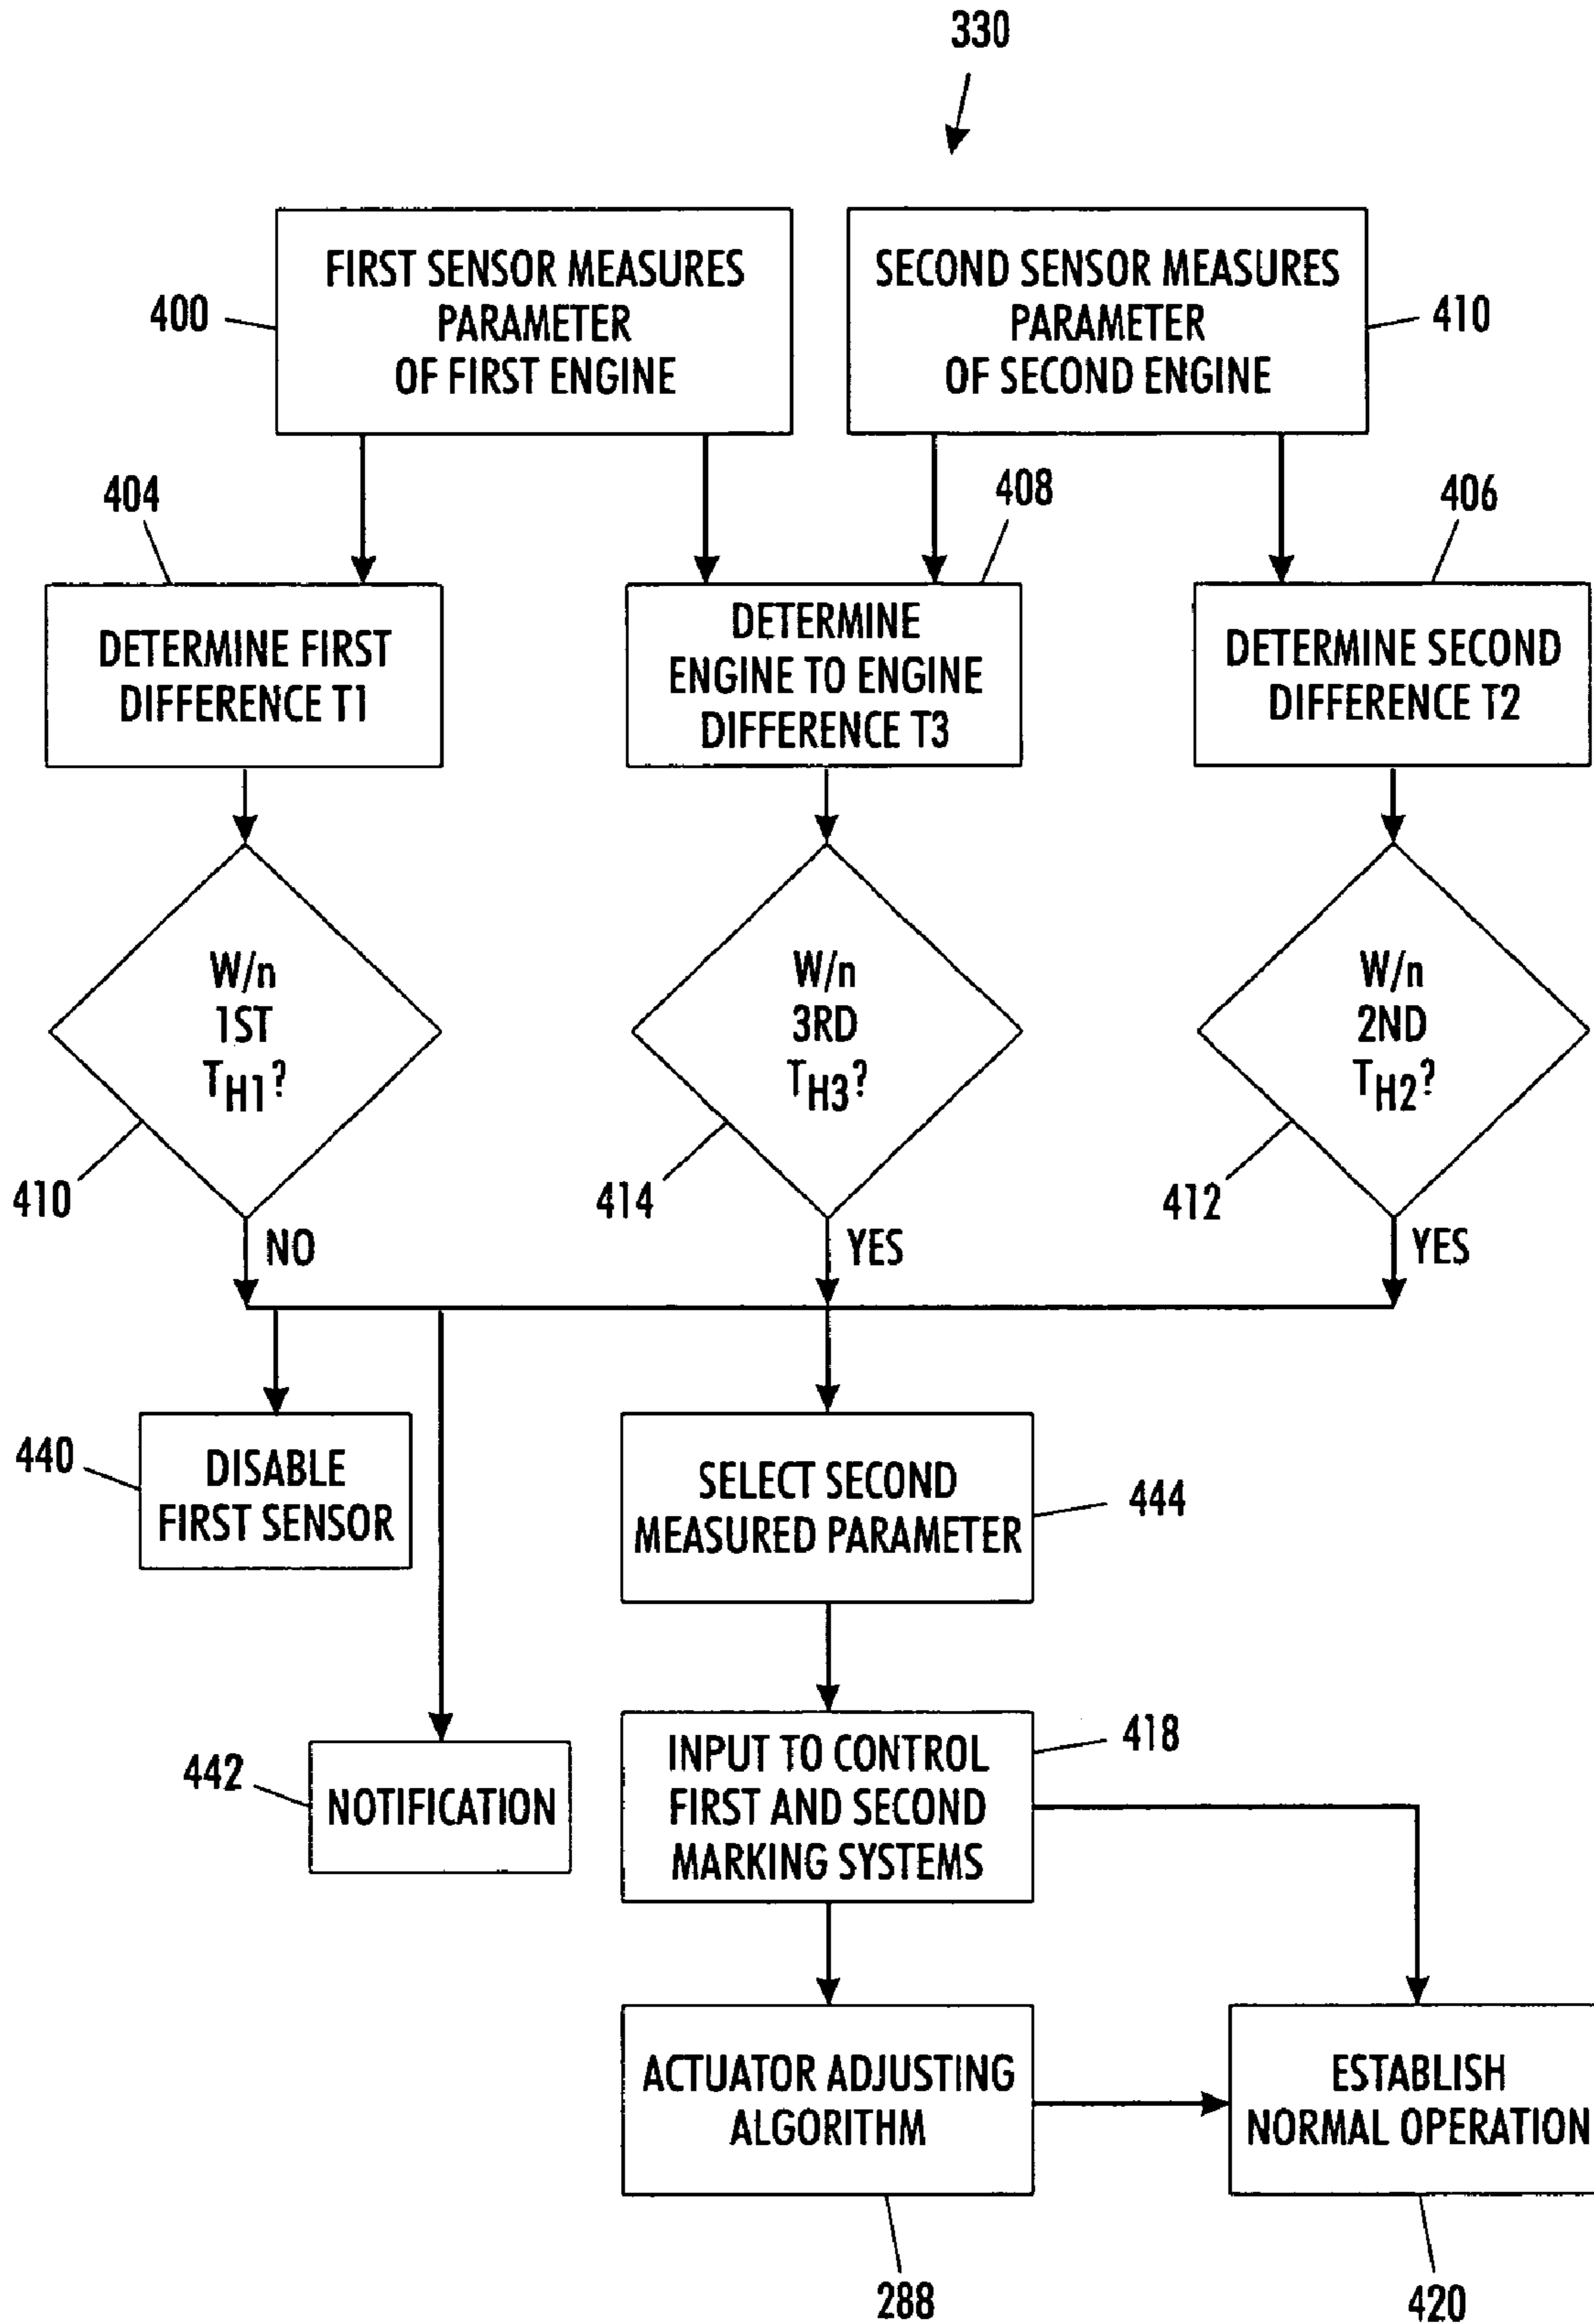 330
FIRST SENSOR MEASURES
PARAMETER
OF FIRST ENGINE
400
SECOND SENSOR MEASURES
PARAMETER
OF SECOND ENGINE
410
404
408
406
DETERMINE FIRST
DIFFERENCE T1
DETERMINE
ENGINE TO ENGINE
DIFFERENCE T3
DETERMINE SECOND
DIFFERENCE T2
W/n
1ST
TH1?
410
W/n
3RD
TH3?
414
W/n
2ND
TH2?
412
NO
YES
YES
440
DISABLE
FIRST SENSOR
SELECT SECOND
MEASURED PARAMETER
444
442
NOTIFICATION
INPUT TO CONTROL
FIRST AND SECOND
MARKING SYSTEMS
418
ACTUATOR ADJUSTING
ALGORITHM
ESTABLISH
NORMAL OPERATION
288
420